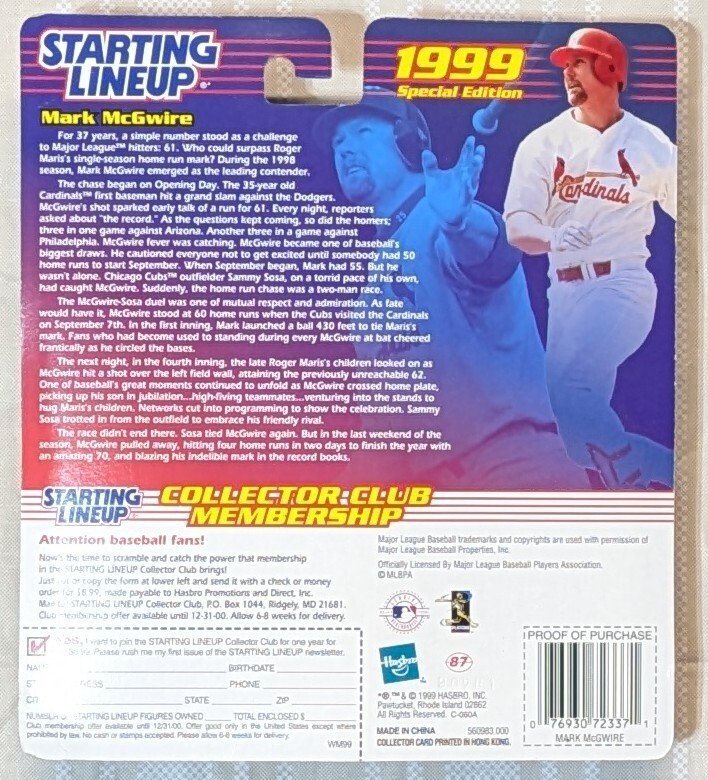 STARTING
LINEUP®
1999
Special Edition
Mark McGwire
For 37 years, a simple number stood as a challenge
to Major League™ hitters: 61. Who could surpass Roger
Maris's single-season home run mark? During the 1998
season, Mark McGwire emerged as the leading contender.
The chase began on Opening Day. The 35-year old
Cardinals™ first baseman hit a grand slam against the Dodgers.
McGwire's shot sparked early talk of a run for 61. Every night, reporters
asked about "the record." As the questions kept coming, so did the homers;
three in one game against Arizona. Another three in a game against
Philadelphia. McGwire fever was catching. McGwire became one of baseball's
biggest draws. He cautioned everyone not to get excited until somebody had 50
home runs to start September. When September began, Mark had 55. But he
wasn't alone. Chicago Cubs™ outfielder Sammy Sosa, on a torrid pace of his own,
had caught McGwire. Suddenly, the home run chase was a two-man race.
The McGwire-Sosa duel was one of mutual respect and admiration. As fate
would have it, McGwire stood at 60 home runs when the Cubs visited the Cardinals
on September 7th. In the first inning, Mark launched a ball 430 feet to tie Maris's
mark. Fans who had become used to standing during every McGwire at bat cheered
frantically as he circled the bases.
The next night, in the fourth inning, the late Roger Maris's children looked on as
McGwire hit a shot over the left field wall, attaining the previously unreachable 62.
One of baseball's great moments continued to unfold as McGwire crossed home plate,
picking up his son in jubilation...high-fiving teammates...venturing into the stands to
hug Maris's children. Networks cut into programming to show the celebration. Sammy
Sosa trotted in from the outfield to embrace his friendly rival.
The race didn't end there. Sosa tied McGwire again. But in the last weekend of the
season, McGwire pulled away, hitting four home runs in two days to finish the year with
an amazing 70, and blazing his indelible mark in the record books.
Cardinals
STARTING
LINEUP®
COLLECTOR CLUB
MEMBERSHIP
Attention baseball fans!
Now's the time to scramble and catch the power that membership
in the STARTING LINEUP Collector Club brings!
Just or copy the form at lower left and send it with a check or money
order for $8.99, made payable to Hasbro Promotions and Direct, Inc.
STARTING LINEUP Collector Club, P.O. Box 1044, Ridgely, MD 21681.
Club membership offer available until 12-31-00. Allow 6-8 weeks for delivery.
YES, I want to join the STARTING LINEUP Collector Club for one year for
Please rush me my first issue of the STARTING LINEUP newsletter.
BIRTHDATE
PHONE
STATE ZIP
NUMBER OF STARTING LINEUP FIGURES OWNED TOTAL ENCLOSED $
Club membership offer available until 12/31/00. Offer good only in the United States except where
prohibited by law. No cash or stamps accepted. Please allow 6-8 weeks for delivery.
WM99
Major League Baseball trademarks and copyrights are used with permission of
Major League Baseball Properties, Inc.
Officially Licensed By Major League Baseball Players Association.
© MLBPA
Hasbro
87
*®,™ & © 1999 HASBRO, INC.
Pawtucket, Rhode Island 02862
All Rights Reserved. C-060A
MADE IN CHINA 560983.000
COLLECTOR CARD PRINTED IN HONG KONG.
PROOF OF PURCHASE
0 76930 72337 1
MARK McGWIRE